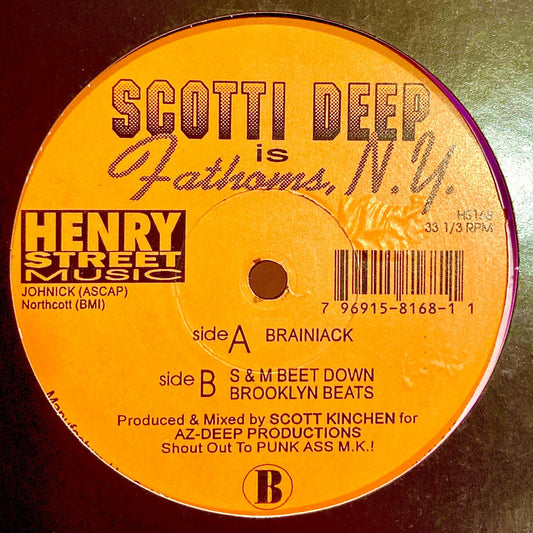 SCOTTI DEEP
is
Fathoms, N.Y.
HS168
33 1/3 RPM
HENRY
STREET
MUSIC
JOHNICK (ASCAP)
Northcott (BMI)
7 96915-8168-1 1
side A BRAINIACK
side B S & M BEET DOWN
BROOKLYN BEATS
Produced & Mixed by SCOTT KINCHEN for
AZ-DEEP PRODUCTIONS
Shout Out To PUNK ASS M.K.!
B